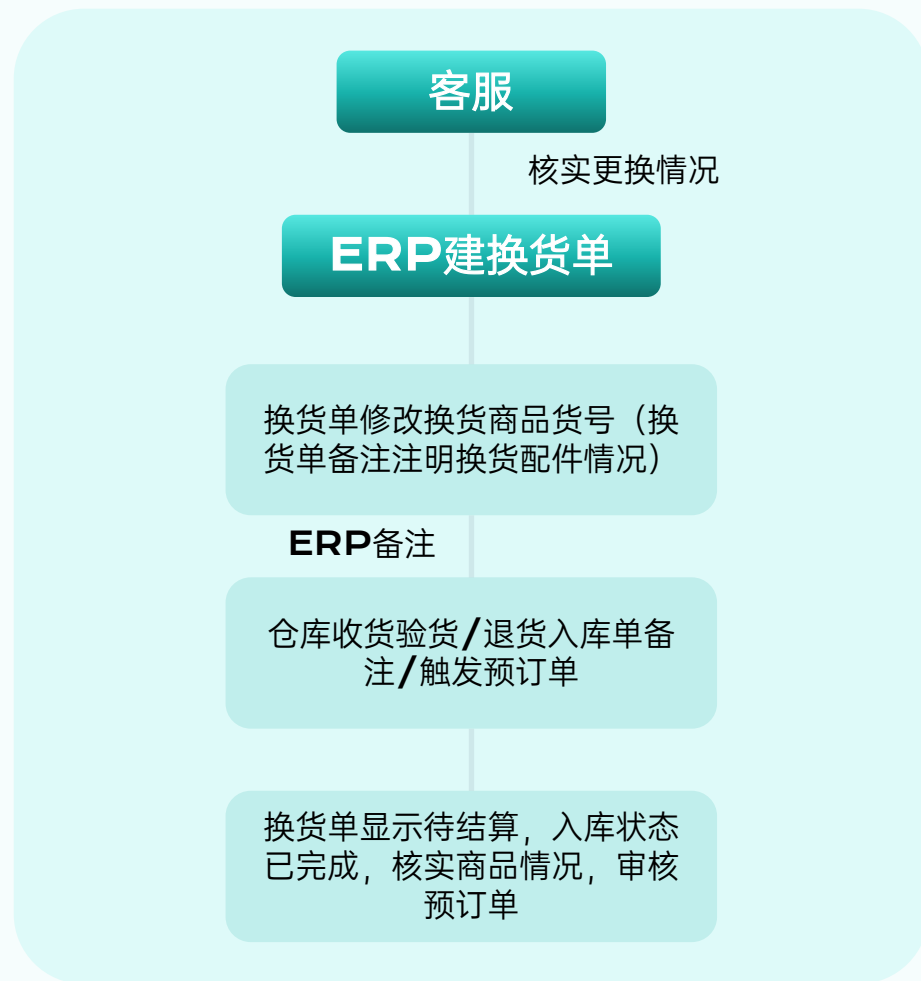 客服
核实更换情况
ERP建换货单
换货单修改换货商品货号（换
货单备注注明换货配件情况）
ERP备注
仓库收货验货/退货入库单备
注/触发预订单
换货单显示待结算，入库状态
已完成，核实商品情况，审核
预订单